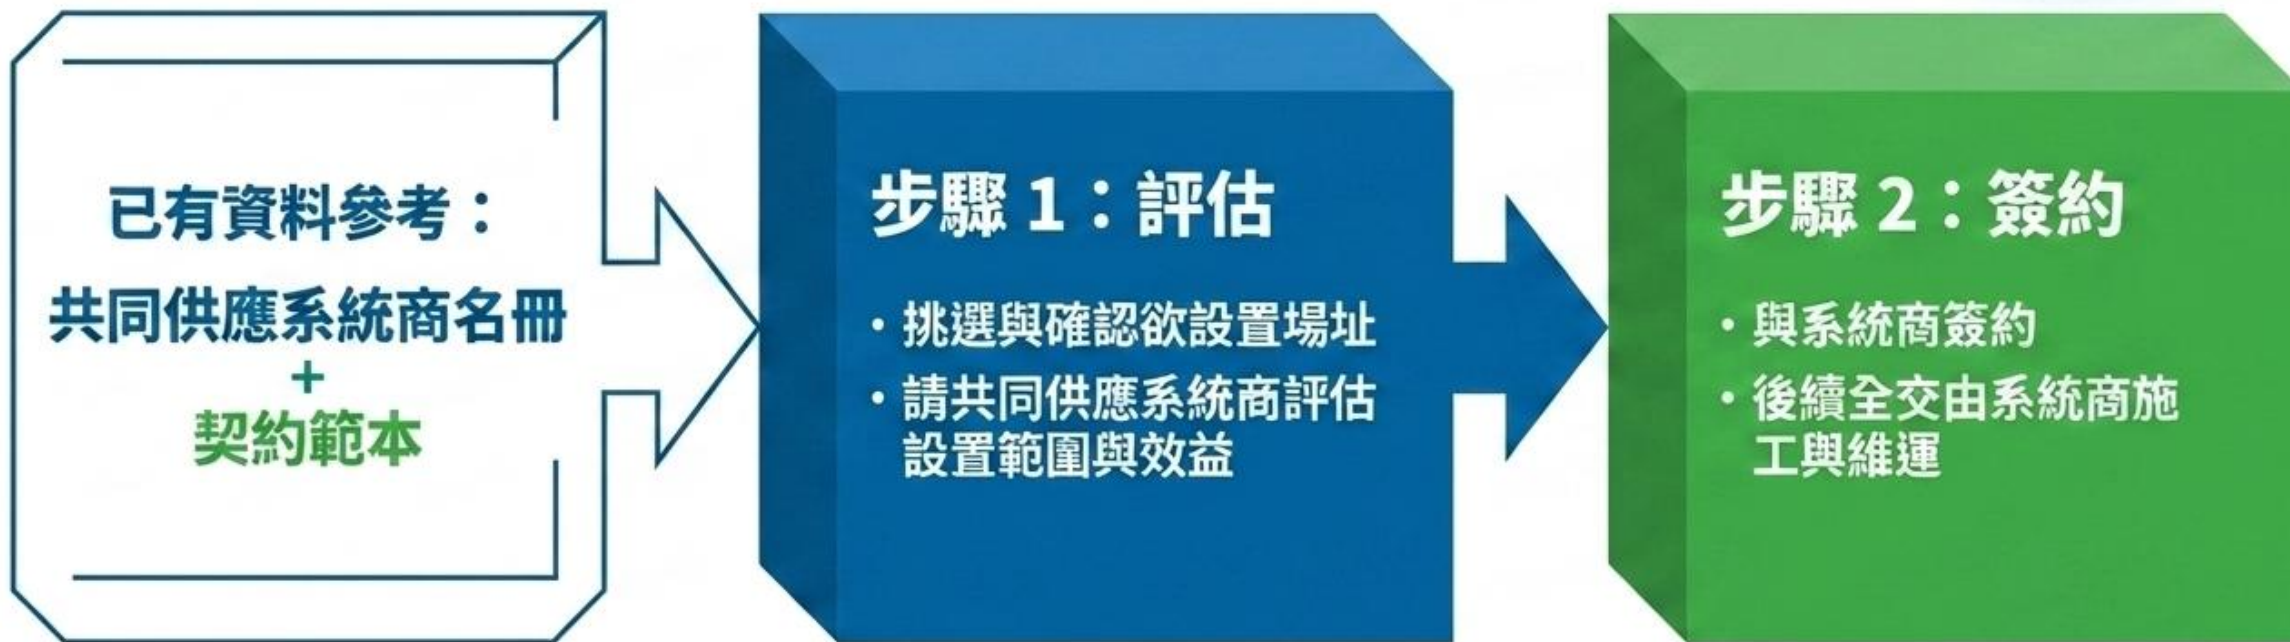 已有資料參考：
共同供應系統商名冊
+
契約範本
步驟 1：評估
・挑選與確認欲設置場址
・請共同供應系統商評估
設置範圍與效益
步驟 2：簽約
・與系統商簽約
・後續全交由系統商施
工與維運